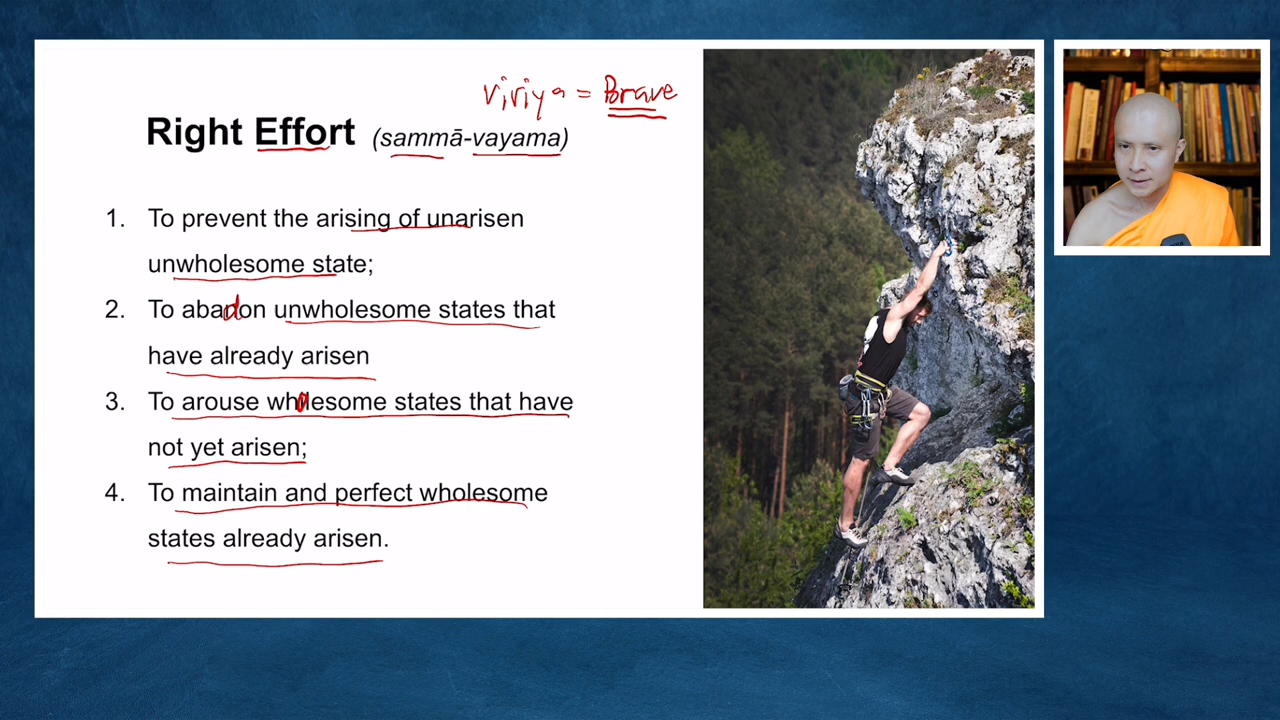 viriya = Brave
Right Effort (sammā-vayama)
1. To prevent the arising of unarisen
unwholesome state;
2. To abadon unwholesome states that
have already arisen
3. To arouse wholesome states that have
not yet arisen;
4. To maintain and perfect wholesome
states already arisen.